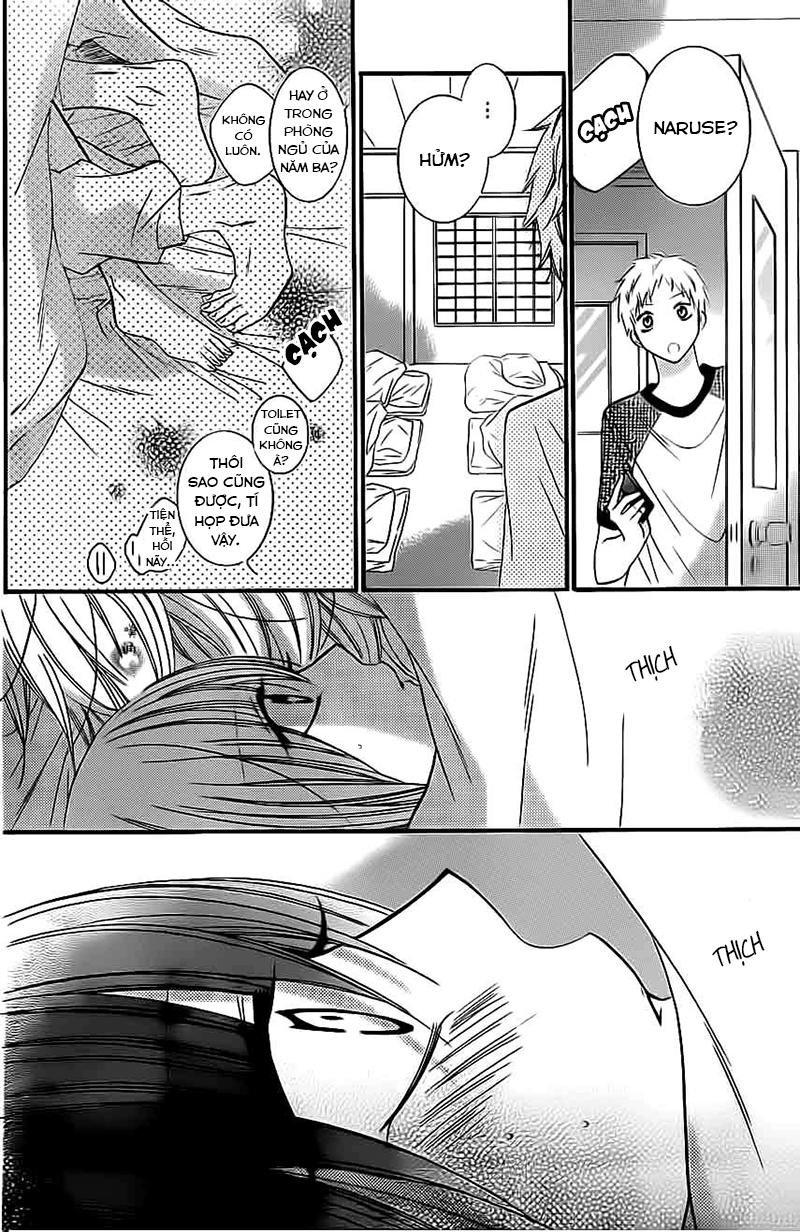 NARUSE?
CẠCH
...
HỬM?
HAY Ở
TRONG
PHÒNG
NGỦ CỦA
NĂM BA?
KHÔNG
CÓ
LUÔN.
CẠCH
TOILET
CŨNG
KHÔNG
Á?
THÔI
SAO CŨNG
ĐƯỢC, TÍ
HỌP ĐƯA
VẬY.
TIỆN
THỂ,
HỒI
NÃY...
THỊCH
THỊCH